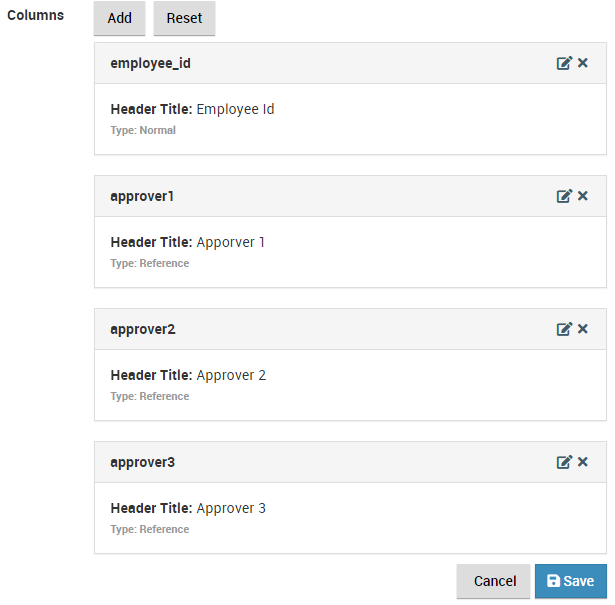 Columns
Add Reset
employee_id
Header Title: Employee Id
Type: Normal
approver1
Header Title: Apporver 1
Type: Reference
approver2
Header Title: Approver 2
Type: Reference
approver3
Header Title: Approver 3
Type: Reference
Cancel Save